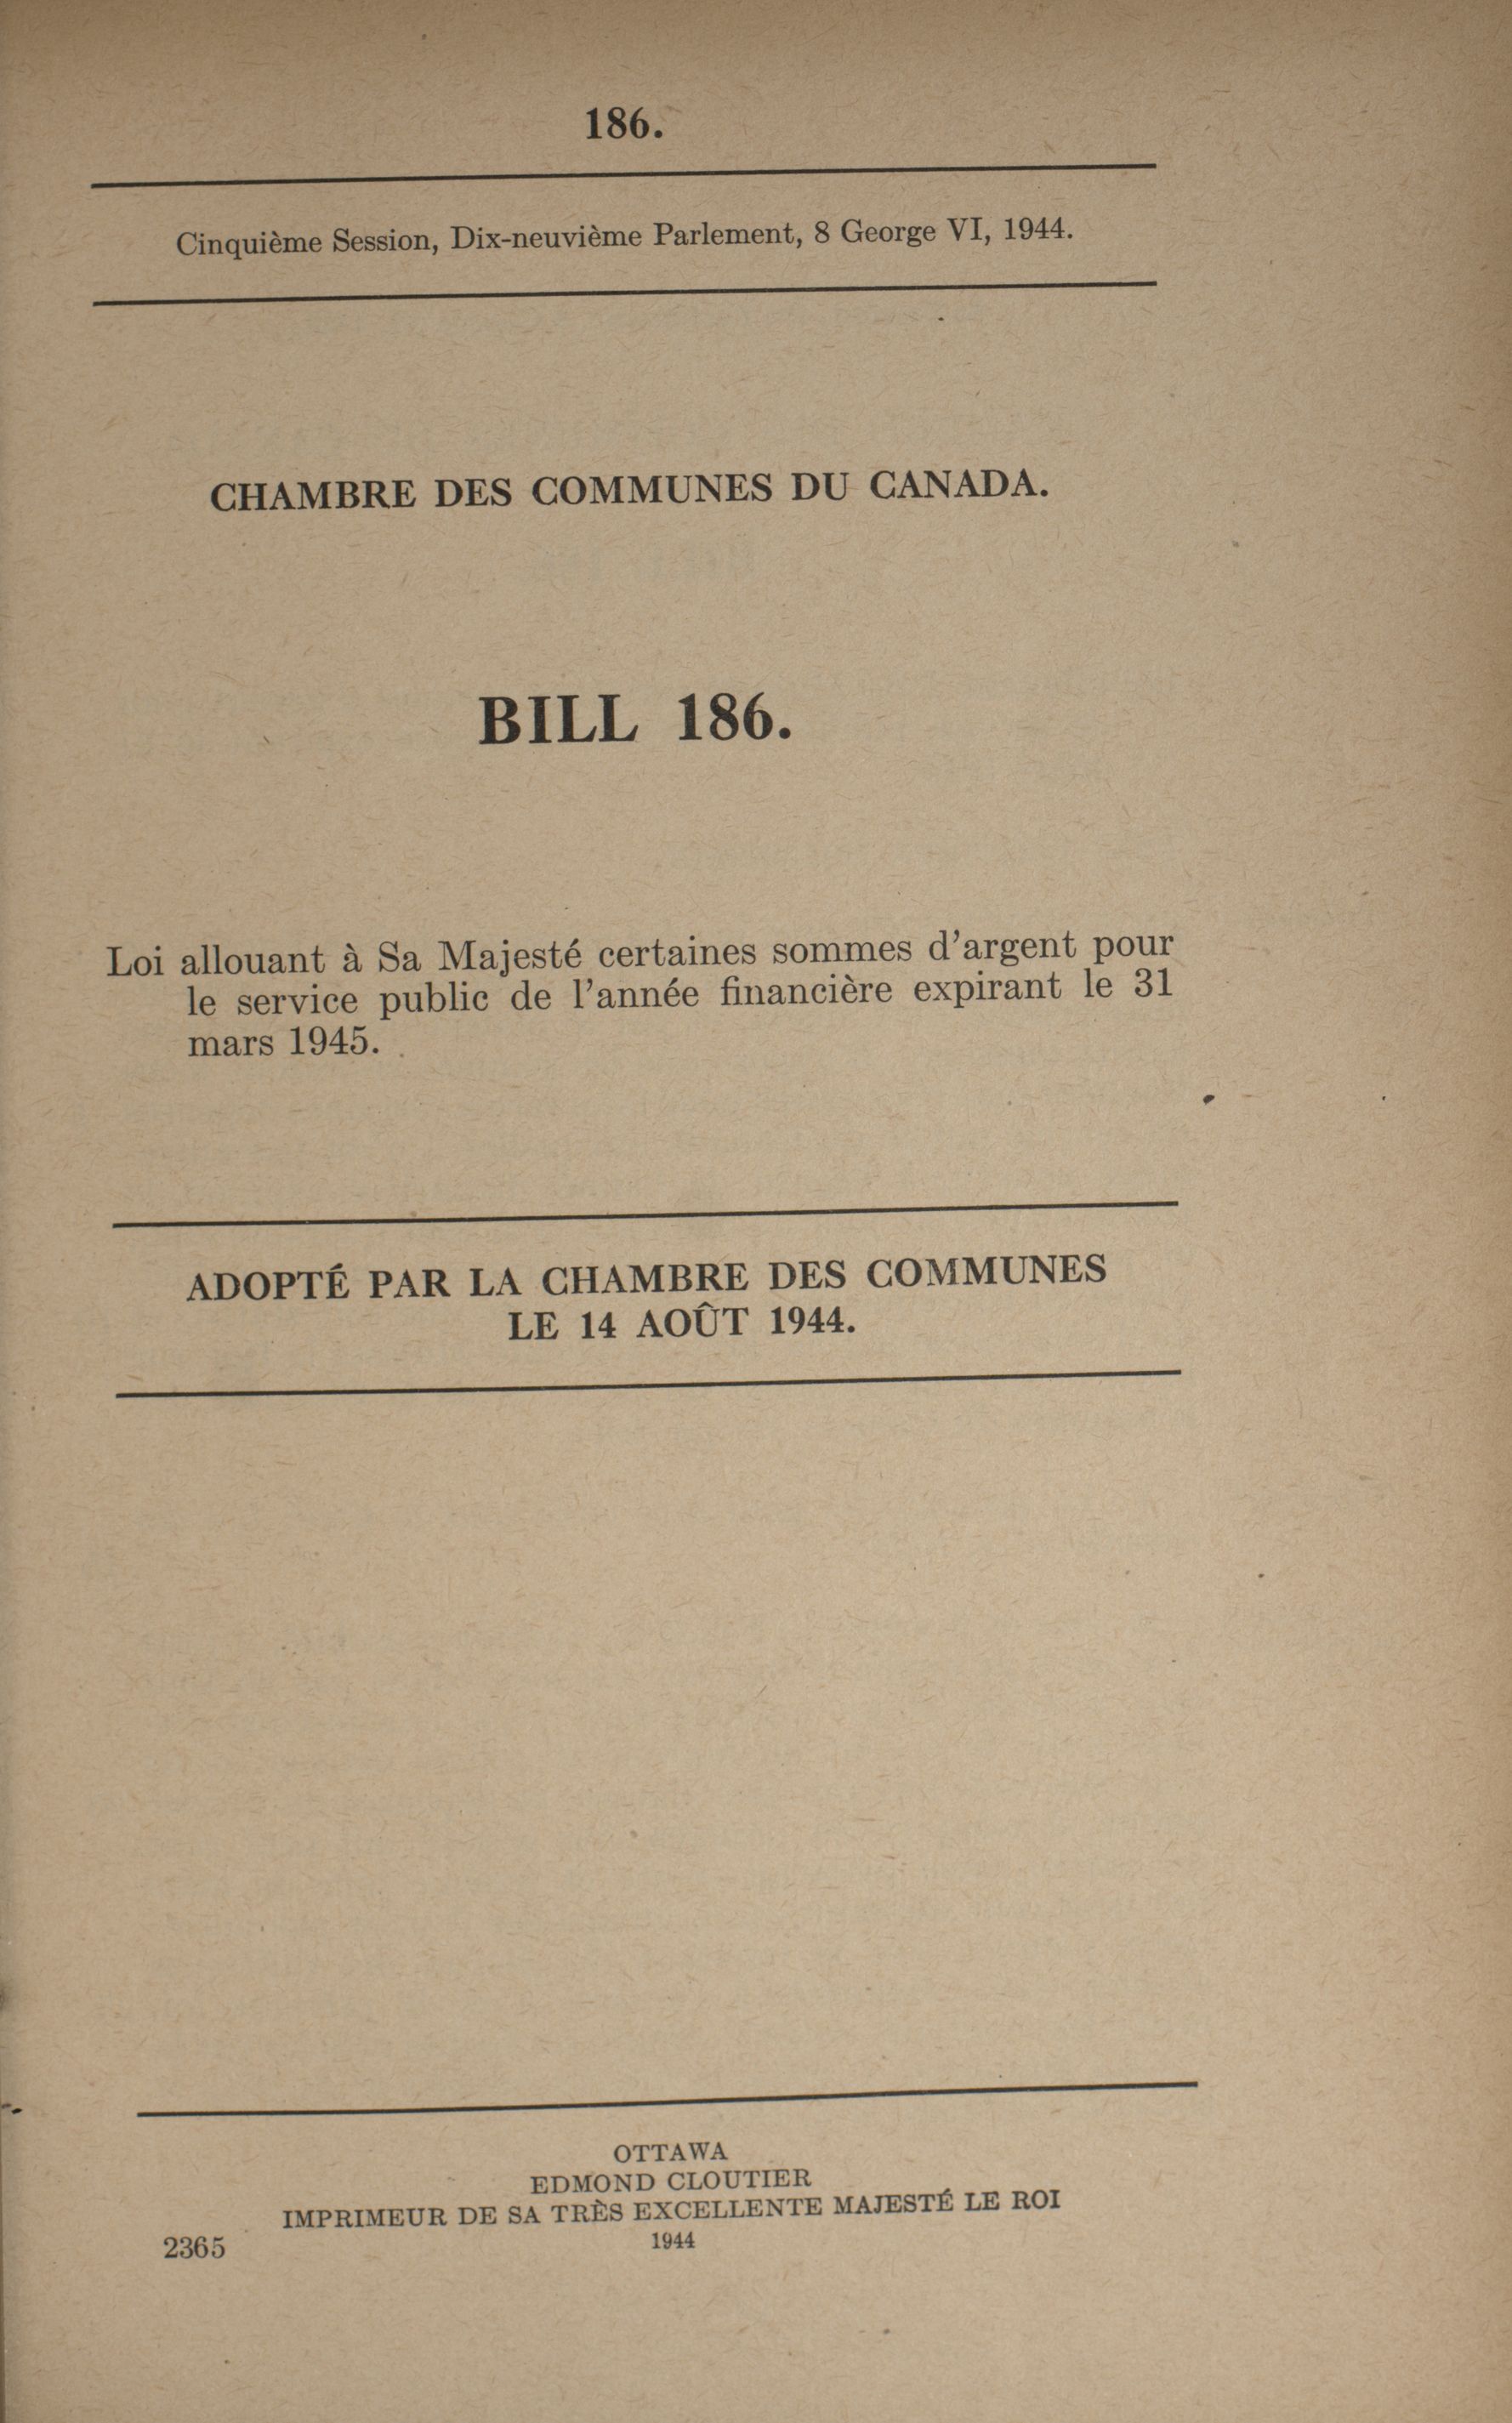 186.
Cinquième Session, Dix-neuvième Parlement, 8 George VI, 1944.
CHAMBRE DES COMMUNES DU CANADA.
BILL 186.
Loi allouant à Sa Majesté certaines sommes d'argent pour
le service public de l'année financière expirant le 31
mars 1945.
ADOPTÉ PAR LA CHAMBRE DES COMMUNES
LE 14 AOÛT 1944.
OTTAWA
EDMOND CLOUTIER
IMPRIMEUR DE SA TRÈS EXCELLENTE MAJESTÉ LE ROI
1944
2365